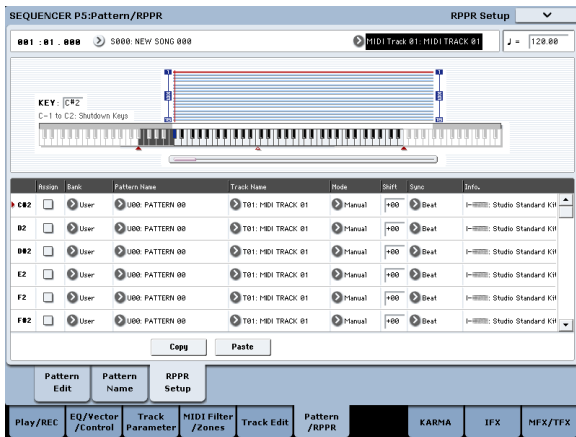 SEQUENCER P5:Pattern/RPPR RPPR Setup
001 :01 . 000 S000: NEW SONG 000 MIDI Track 01: MIDI TRACK 01 ♩ = 120.00
KEY: C#2
C-1 to C2: Shutdown Keys
Assign Bank Pattern Name Track Name Mode Shift Sync Info.
C#2 User U00: PATTERN 00 T01: MIDI TRACK 01 Manual +00 Beat : Studio Standard Kit
D2 User U00: PATTERN 00 T01: MIDI TRACK 01 Manual +00 Beat : Studio Standard Kit
D#2 User U00: PATTERN 00 T01: MIDI TRACK 01 Manual +00 Beat : Studio Standard Kit
E2 User U00: PATTERN 00 T01: MIDI TRACK 01 Manual +00 Beat : Studio Standard Kit
F2 User U00: PATTERN 00 T01: MIDI TRACK 01 Manual +00 Beat : Studio Standard Kit
F#2 User U00: PATTERN 00 T01: MIDI TRACK 01 Manual +00 Beat : Studio Standard Kit
Copy Paste
Pattern Edit Pattern Name RPPR Setup
Play/REC EQ/Vector /Control Track Parameter MIDI Filter /Zones Track Edit Pattern /RPPR KARMA IFX MFX/TFX